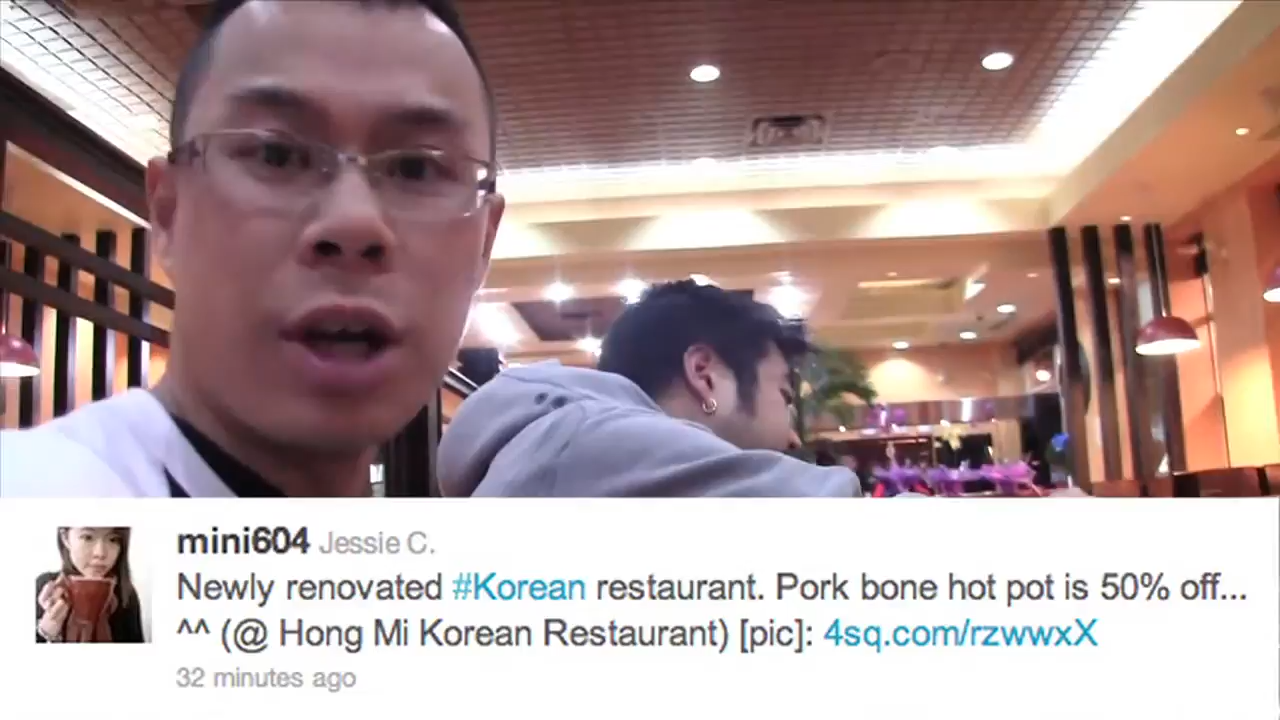 mini604 Jessie C.
Newly renovated #Korean restaurant. Pork bone hot pot is 50% off...
^^ (@ Hong Mi Korean Restaurant) [pic]: 4sq.com/rzwwxX
32 minutes ago